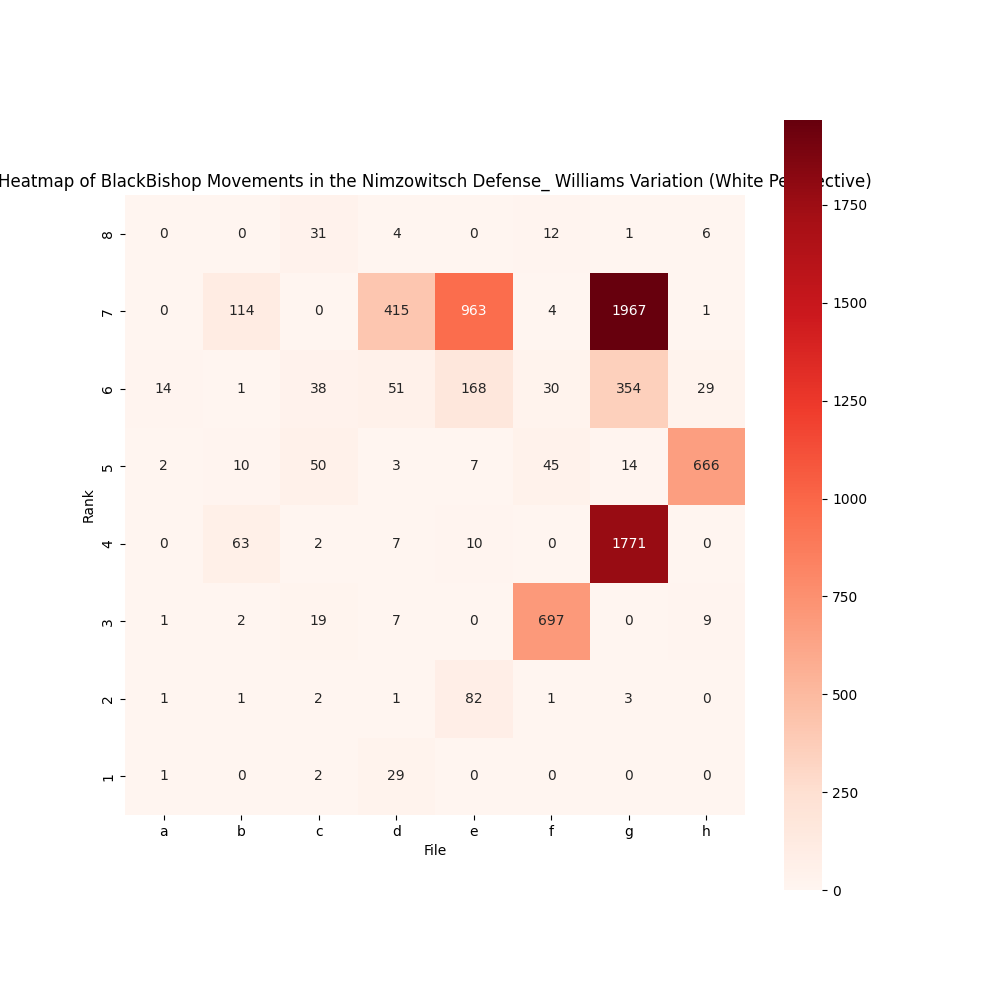 Heatmap of BlackBishop Movements in the Nimzowitsch Defense_ Williams Variation (White Pe ective)
8 0 0 31 4 0 12 1 6
7 0 114 0 415 963 4 1967 1
6 14 1 38 51 168 30 354 29
5 2 10 50 3 7 45 14 666
4 0 63 2 7 10 0 1771 0
3 1 2 19 7 0 697 0 9
2 1 1 2 1 82 1 3 0
1 1 0 2 29 0 0 0 0
a b c d e f g h
File
Rank
1750
1500
1250
1000
750
500
250
0